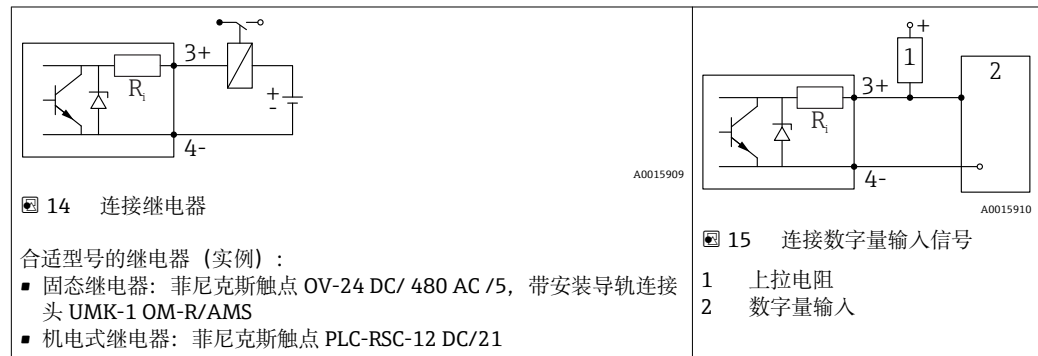 3+
Ri
+
-
4-
A0015909
14 连接继电器
合适型号的继电器（实例）:
■ 固态继电器: 菲尼克斯触点 OV-24 DC/ 480 AC /5，带安装导轨连接
头 UMK-1 OM-R/AMS
■ 机电式继电器: 菲尼克斯触点 PLC-RSC-12 DC/21
+
1
2
3+
Ri
4-
A0015910
15 连接数字量输入信号
1 上拉电阻
2 数字量输入